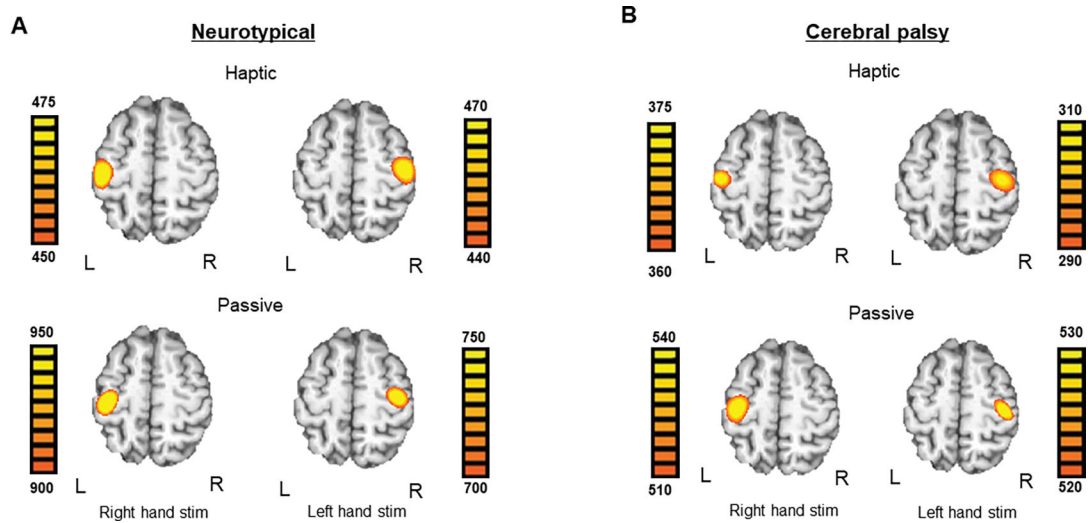 A
Neurotypical
Haptic
475
470
450
440
L
R
L
R
Passive
950
750
900
700
L
R
L
R
Right hand stim
Left hand stim
B
Cerebral palsy
Haptic
375
310
360
290
L
R
L
R
Passive
540
530
510
520
L
R
L
R
Right hand stim
Left hand stim